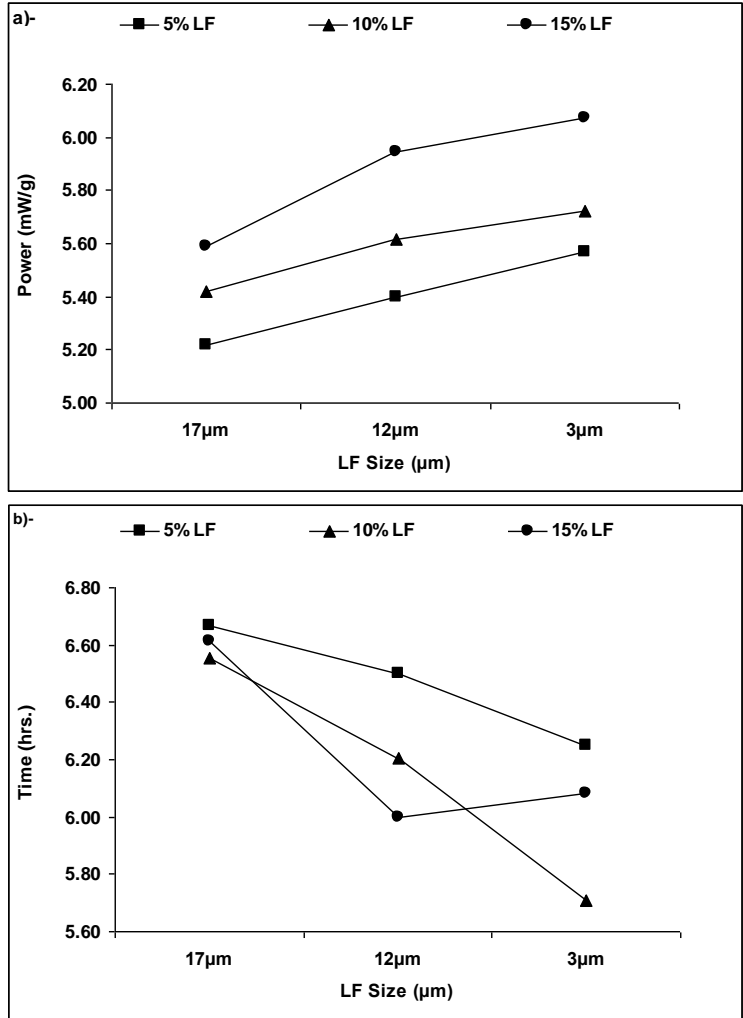 a)-
5% LF 10% LF 15% LF
6.20
6.00
5.80
5.60
5.40
5.20
5.00
Power (mW/g)
17µm 12µm 3µm
LF Size (µm)
b)-
5% LF 10% LF 15% LF
6.80
6.60
6.40
6.20
6.00
5.80
5.60
Time (hrs.)
17µm 12µm 3µm
LF Size (µm)